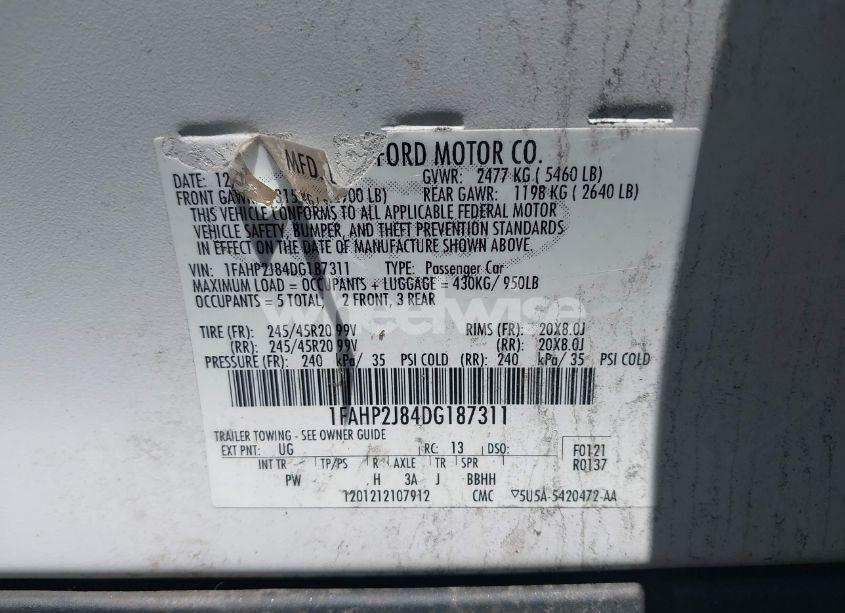 MFD. FORD MOTOR CO.
DATE: 12 GVWR: 2477 KG ( 5460 LB)
FRONT GAWR: LB) REAR GAWR: 1198 KG ( 2640 LB)
THIS VEHICLE CONFORMS TO ALL APPLICABLE FEDERAL MOTOR
VEHICLE SAFETY, BUMPER, AND THEFT PREVENTION STANDARDS
IN EFFECT ON THE DATE OF MANUFACTURE SHOWN ABOVE.
VIN: 1FAHP2J84DG187311 TYPE: Passenger Car
MAXIMUM LOAD = OCCUPANTS + LUGGAGE = 430KG/ 950LB
OCCUPANTS = 5 TOTAL, 2 FRONT, 3 REAR
wheelwise
TIRE (FR): 245/45R20 99V RIMS (FR): 20X8.0J
(RR): 245/45R20 99V (RR): 20X8.0J
PRESSURE (FR): 240 kPa/ 35 PSI COLD (RR): 240 kPa/ 35 PSI COLD
1FAHP2J84DG187311
TRAILER TOWING - SEE OWNER GUIDE
EXT PNT: UG RC: 13 DSO: F0121
INT TR TP/PS R AXLE TR SPR R0137
PW H 3A J BBHH
1201212107912 CMC ▽5U5A-5420472-AA